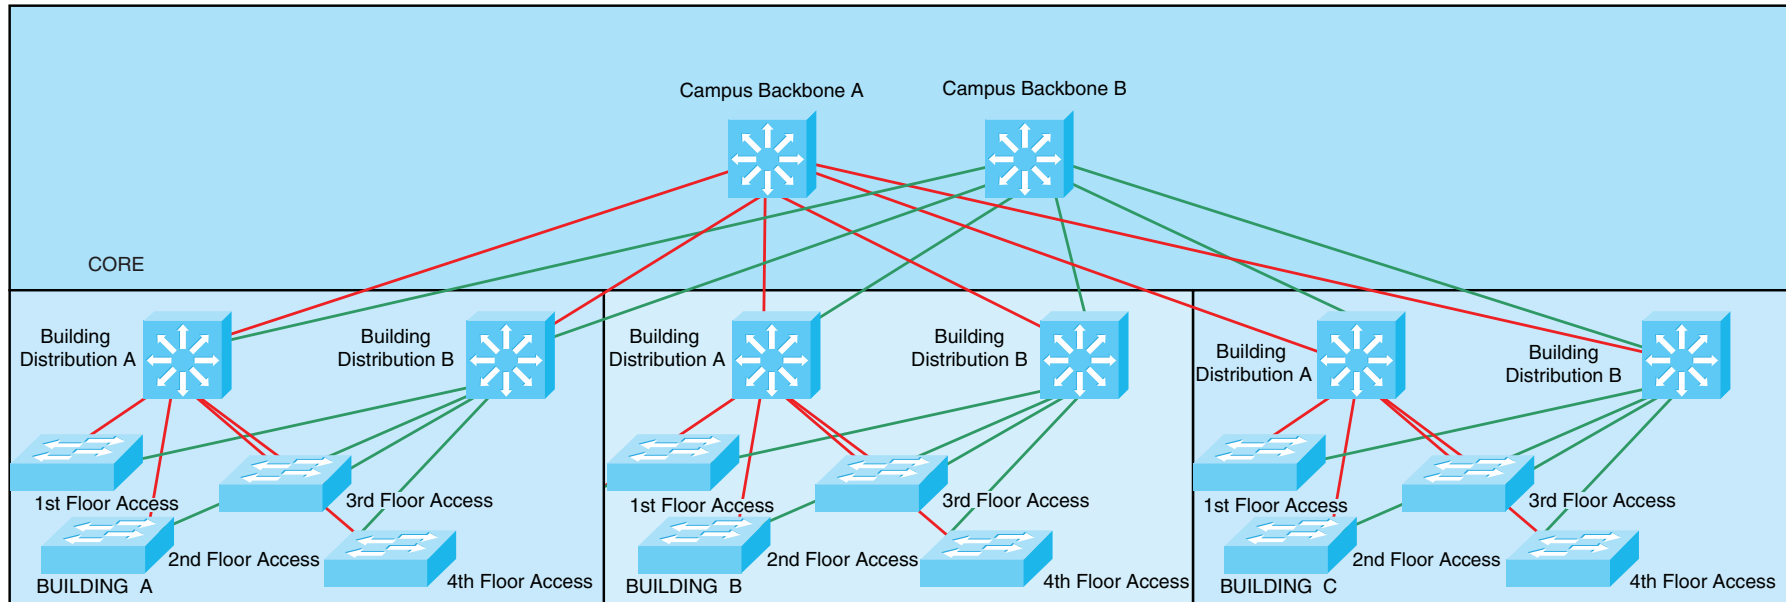 Campus Backbone A
Campus Backbone B
CORE
Building
Distribution A
Building
Distribution B
1st Floor Access
3rd Floor Access
2nd Floor Access
4th Floor Access
BUILDING A
Building
Distribution A
Building
Distribution B
1st Floor Access
3rd Floor Access
2nd Floor Access
4th Floor Access
BUILDING B
Building
Distribution A
Building
Distribution B
1st Floor Access
3rd Floor Access
2nd Floor Access
4th Floor Access
BUILDING C